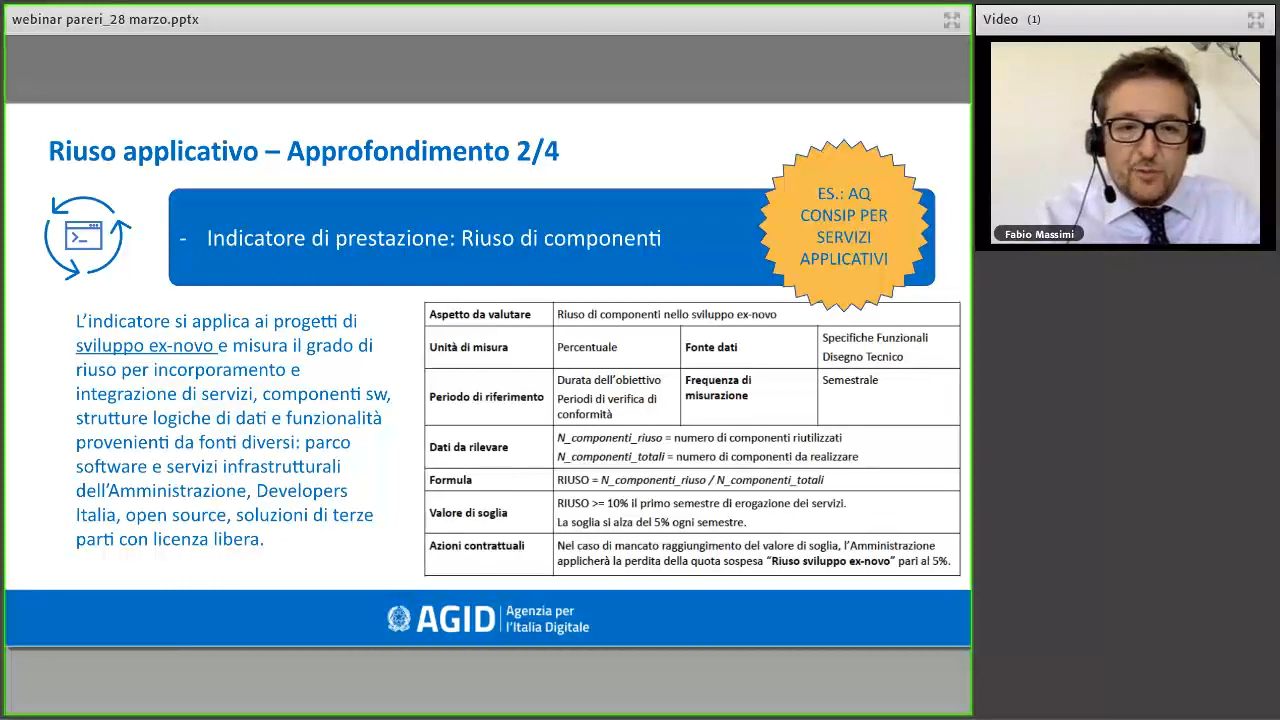 webinar pareri_28 marzo.pptx
Video (1)
Fabio Massimi
Riuso applicativo – Approfondimento 2/4
- Indicatore di prestazione: Riuso di componenti
ES.: AQ
CONSIP PER
SERVIZI
APPLICATIVI
L'indicatore si applica ai progetti di
sviluppo ex-novo e misura il grado di
riuso per incorporamento e
integrazione di servizi, componenti sw,
strutture logiche di dati e funzionalità
provenienti da fonti diversi: parco
software e servizi infrastrutturali
dell'Amministrazione, Developers
Italia, open source, soluzioni di terze
parti con licenza libera.
Aspetto da valutare Riuso di componenti nello sviluppo ex-novo
Unità di misura Percentuale Fonte dati Specifiche Funzionali
Disegno Tecnico
Periodo di riferimento Durata dell'obiettivo Frequenza di misurazione Semestrale
Periodi di verifica di
conformità
Dati da rilevare N_componenti_riuso = numero di componenti riutilizzati
N_componenti_totali = numero di componenti da realizzare
Formula RIUSO = N_componenti_riuso / N_componenti_totali
Valore di soglia RIUSO >= 10% il primo semestre di erogazione dei servizi.
La soglia si alza del 5% ogni semestre.
Azioni contrattuali Nel caso di mancato raggiungimento del valore di soglia, l'Amministrazione
applicherà la perdita della quota sospesa "Riuso sviluppo ex-novo" pari al 5%.
AGID Agenzia per
l'Italia Digitale